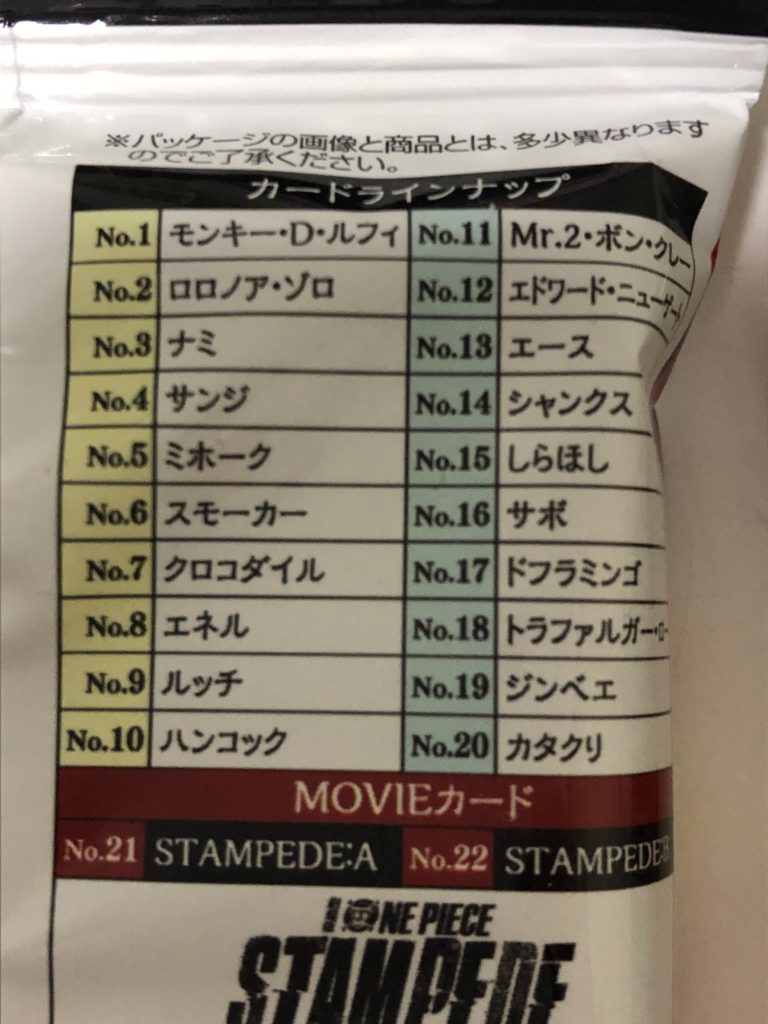 ※パッケージの画像と商品とは、多少異なります
のでご了承ください。
カードラインナップ
No.1 モンキー・D・ルフィ No.11 Mr.2・ボン・クレー
No.2 ロロノア・ゾロ No.12 エドワード・ニューゲート
No.3 ナミ No.13 エース
No.4 サンジ No.14 シャンクス
No.5 ミホーク No.15 しらほし
No.6 スモーカー No.16 サボ
No.7 クロコダイル No.17 ドフラミンゴ
No.8 エネル No.18 トラファルガー・ロー
No.9 ルッチ No.19 ジンベエ
No.10 ハンコック No.20 カタクリ
MOVIEカード
No.21 STAMPEDE:A No.22 STAMPEDE:B
ONE PIECE
STAMPEDE